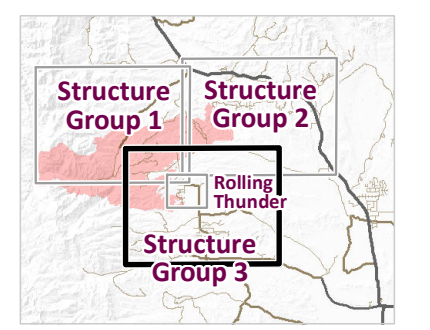 Structure
Group 1
Structure
Group 2
Rolling
Thunder
Structure
Group 3